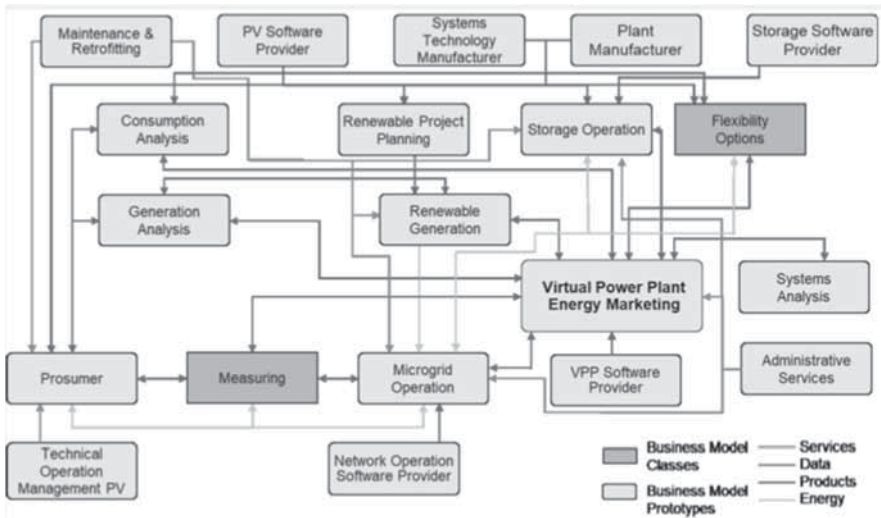 Maintenance &
Retrofitting
PV Software
Provider
Systems
Technology
Manufacturer
Plant
Manufacturer
Storage Software
Provider
Consumption
Analysis
Renewable Project
Planning
Storage Operation
Flexibility
Options
Generation
Analysis
Renewable
Generation
Virtual Power Plant
Energy Marketing
Systems
Analysis
Prosumer
Measuring
Microgrid
Operation
VPP Software
Provider
Administrative
Services
Technical
Operation
Management PV
Network Operation
Software Provider
Business Model
Classes
Business Model
Prototypes
Services
Data
Products
Energy